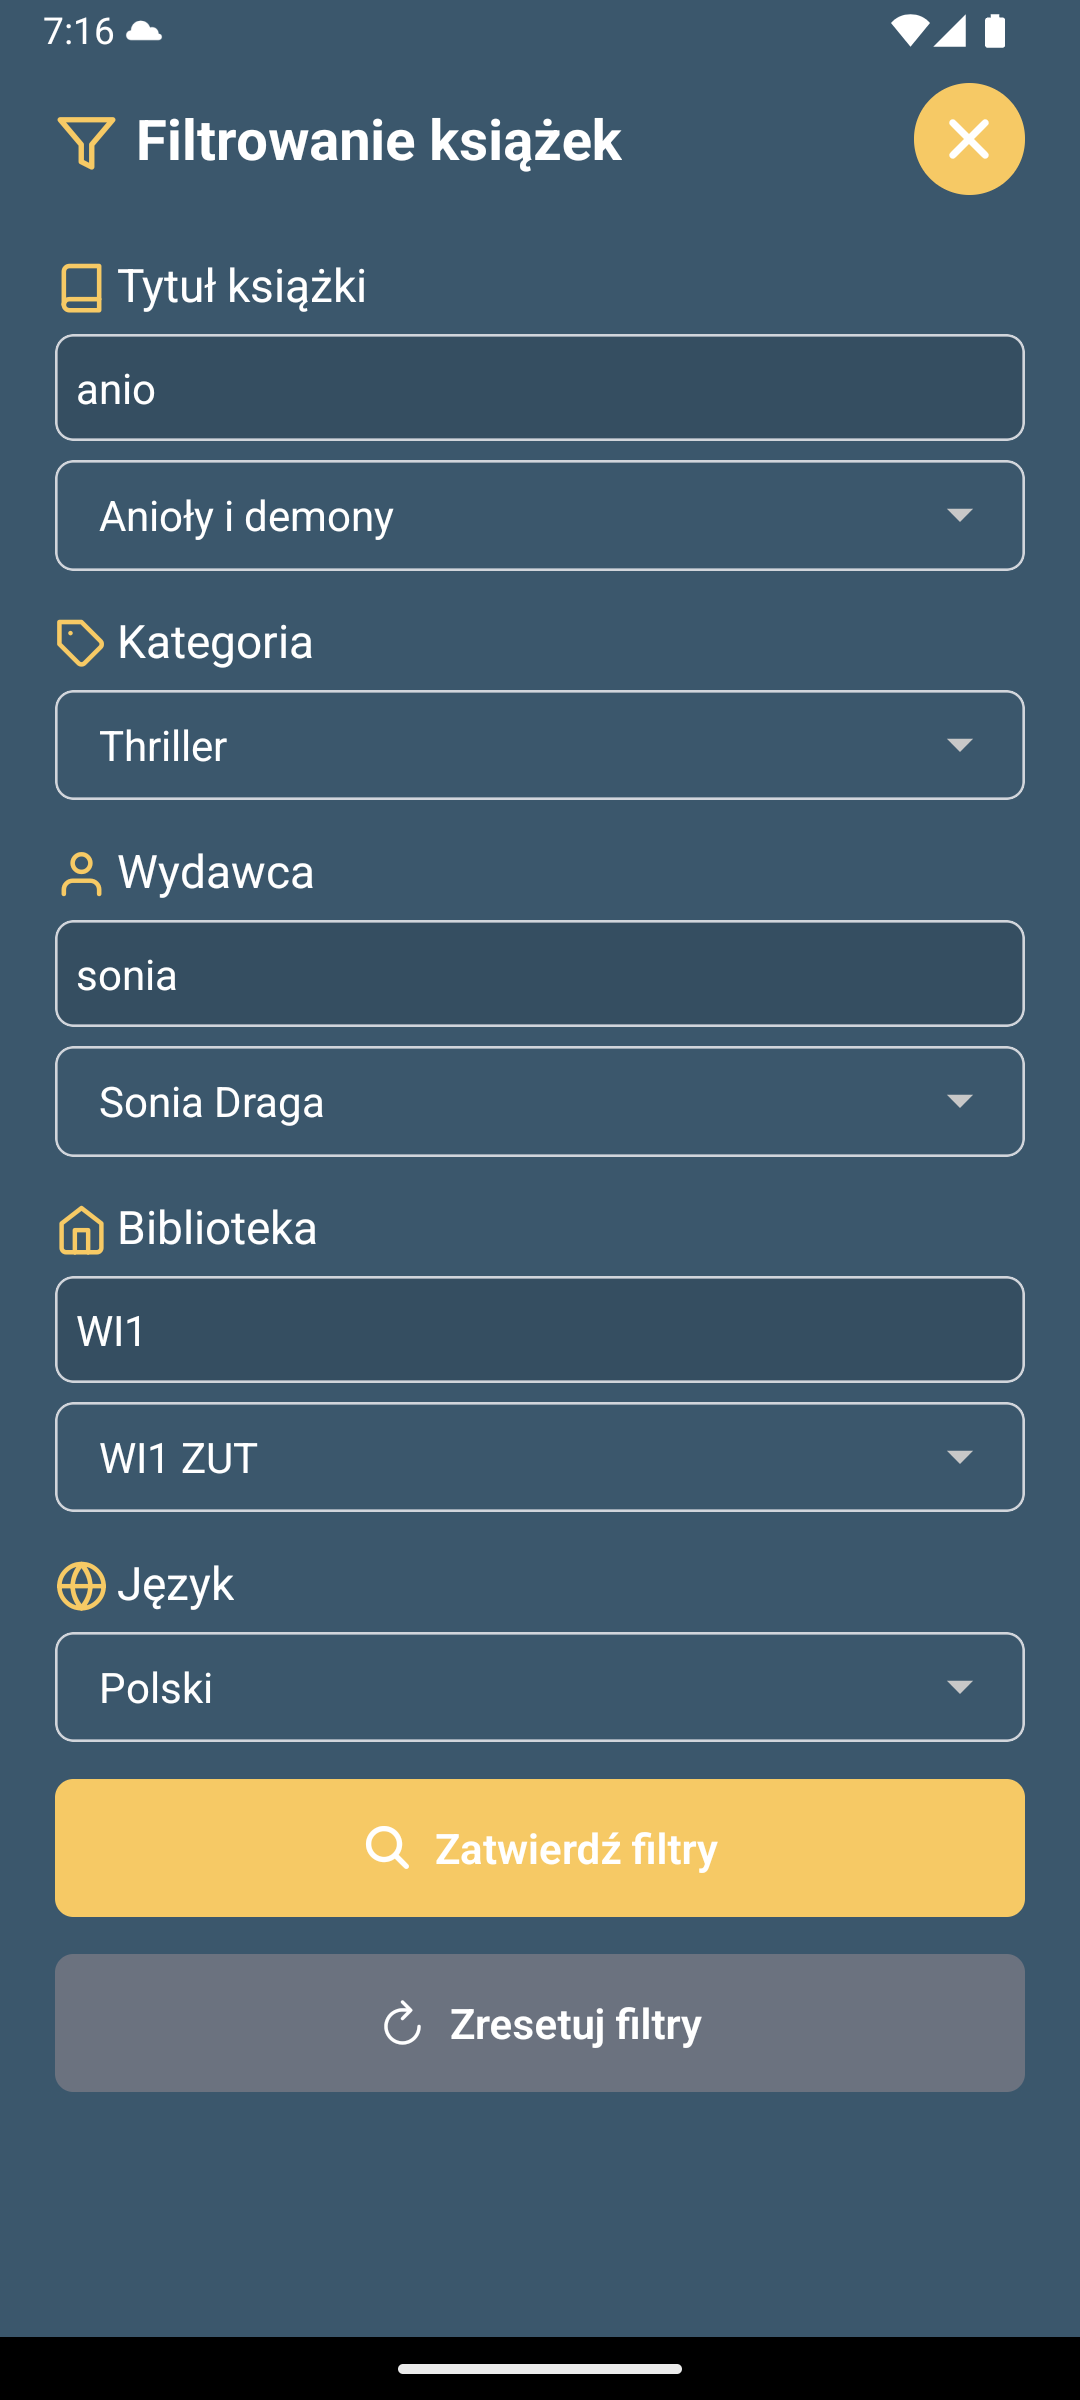 7:16
Filtrowanie książek
Tytuł książki
anio
Anioły i demony
Kategoria
Thriller
Wydawca
sonia
Sonia Draga
Biblioteka
WI1
WI1 ZUT
Język
Polski
Zatwierdź filtry
Zresetuj filtry